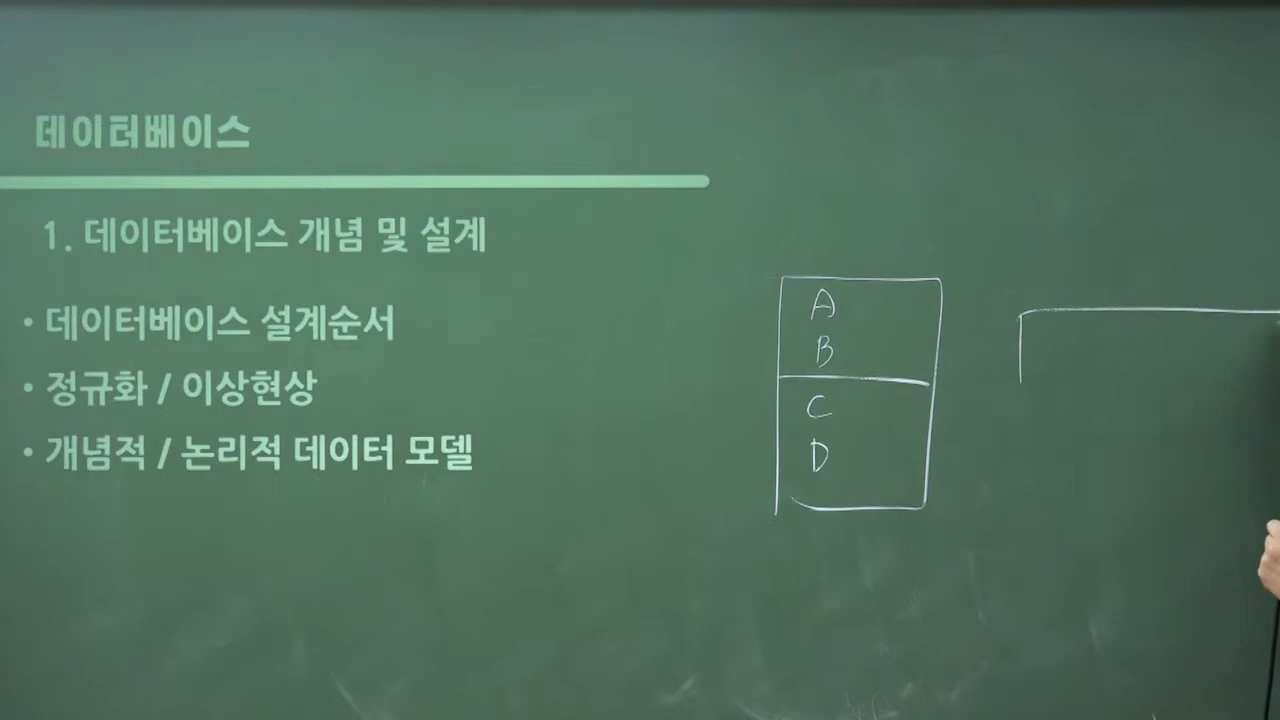 데이터베이스
1. 데이터베이스 개념 및 설계
• 데이터베이스 설계순서
• 정규화 / 이상현상
• 개념적 / 논리적 데이터 모델
A
B
C
D